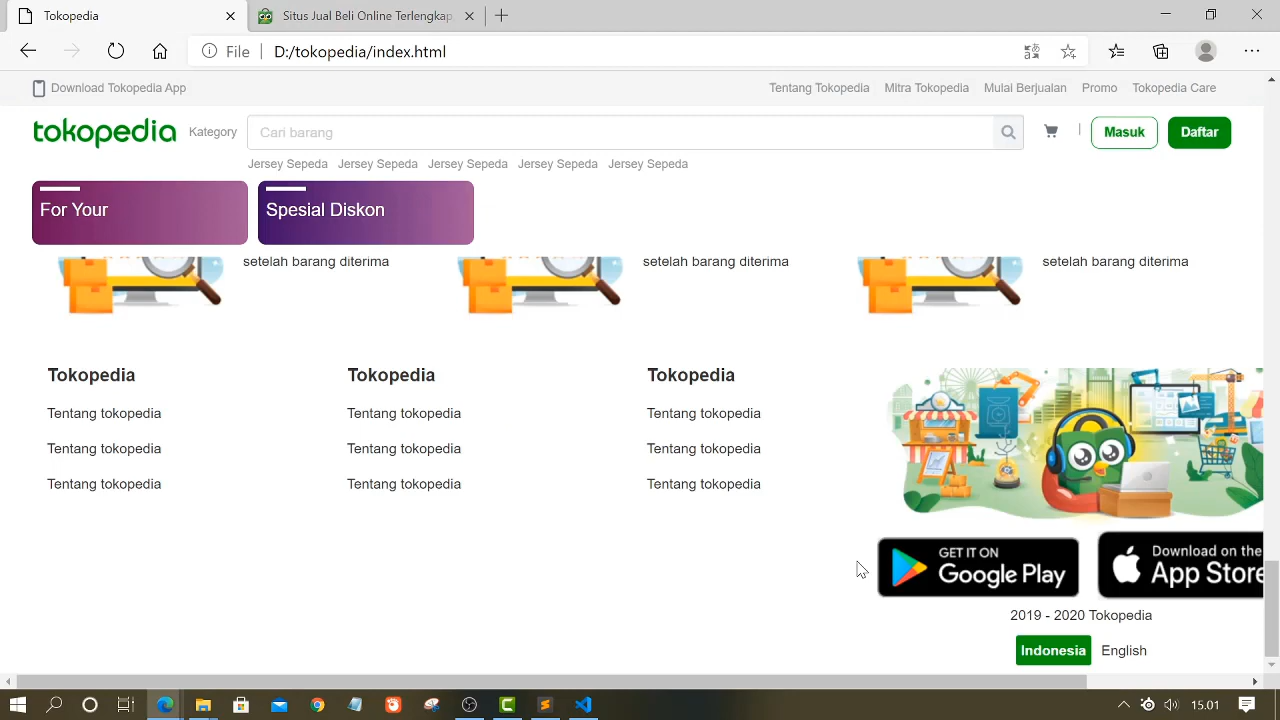 Tokopedia
Situs Jual Beli Online Terlengkap,
File
D:/tokopedia/index.html
Download Tokopedia App
Tentang Tokopedia
Mitra Tokopedia
Mulai Berjualan
Promo
Tokopedia Care
tokopedia
Kategory
Cari barang
Masuk
Daftar
Jersey Sepeda Jersey Sepeda Jersey Sepeda Jersey Sepeda Jersey Sepeda
For Your
Spesial Diskon
setelah barang diterima
setelah barang diterima
setelah barang diterima
Tokopedia
Tentang tokopedia
Tentang tokopedia
Tentang tokopedia
Tokopedia
Tentang tokopedia
Tentang tokopedia
Tentang tokopedia
Tokopedia
Tentang tokopedia
Tentang tokopedia
Tentang tokopedia
GET IT ON
Google Play
Download on the
App Store
2019 - 2020 Tokopedia
Indonesia
English
15.01